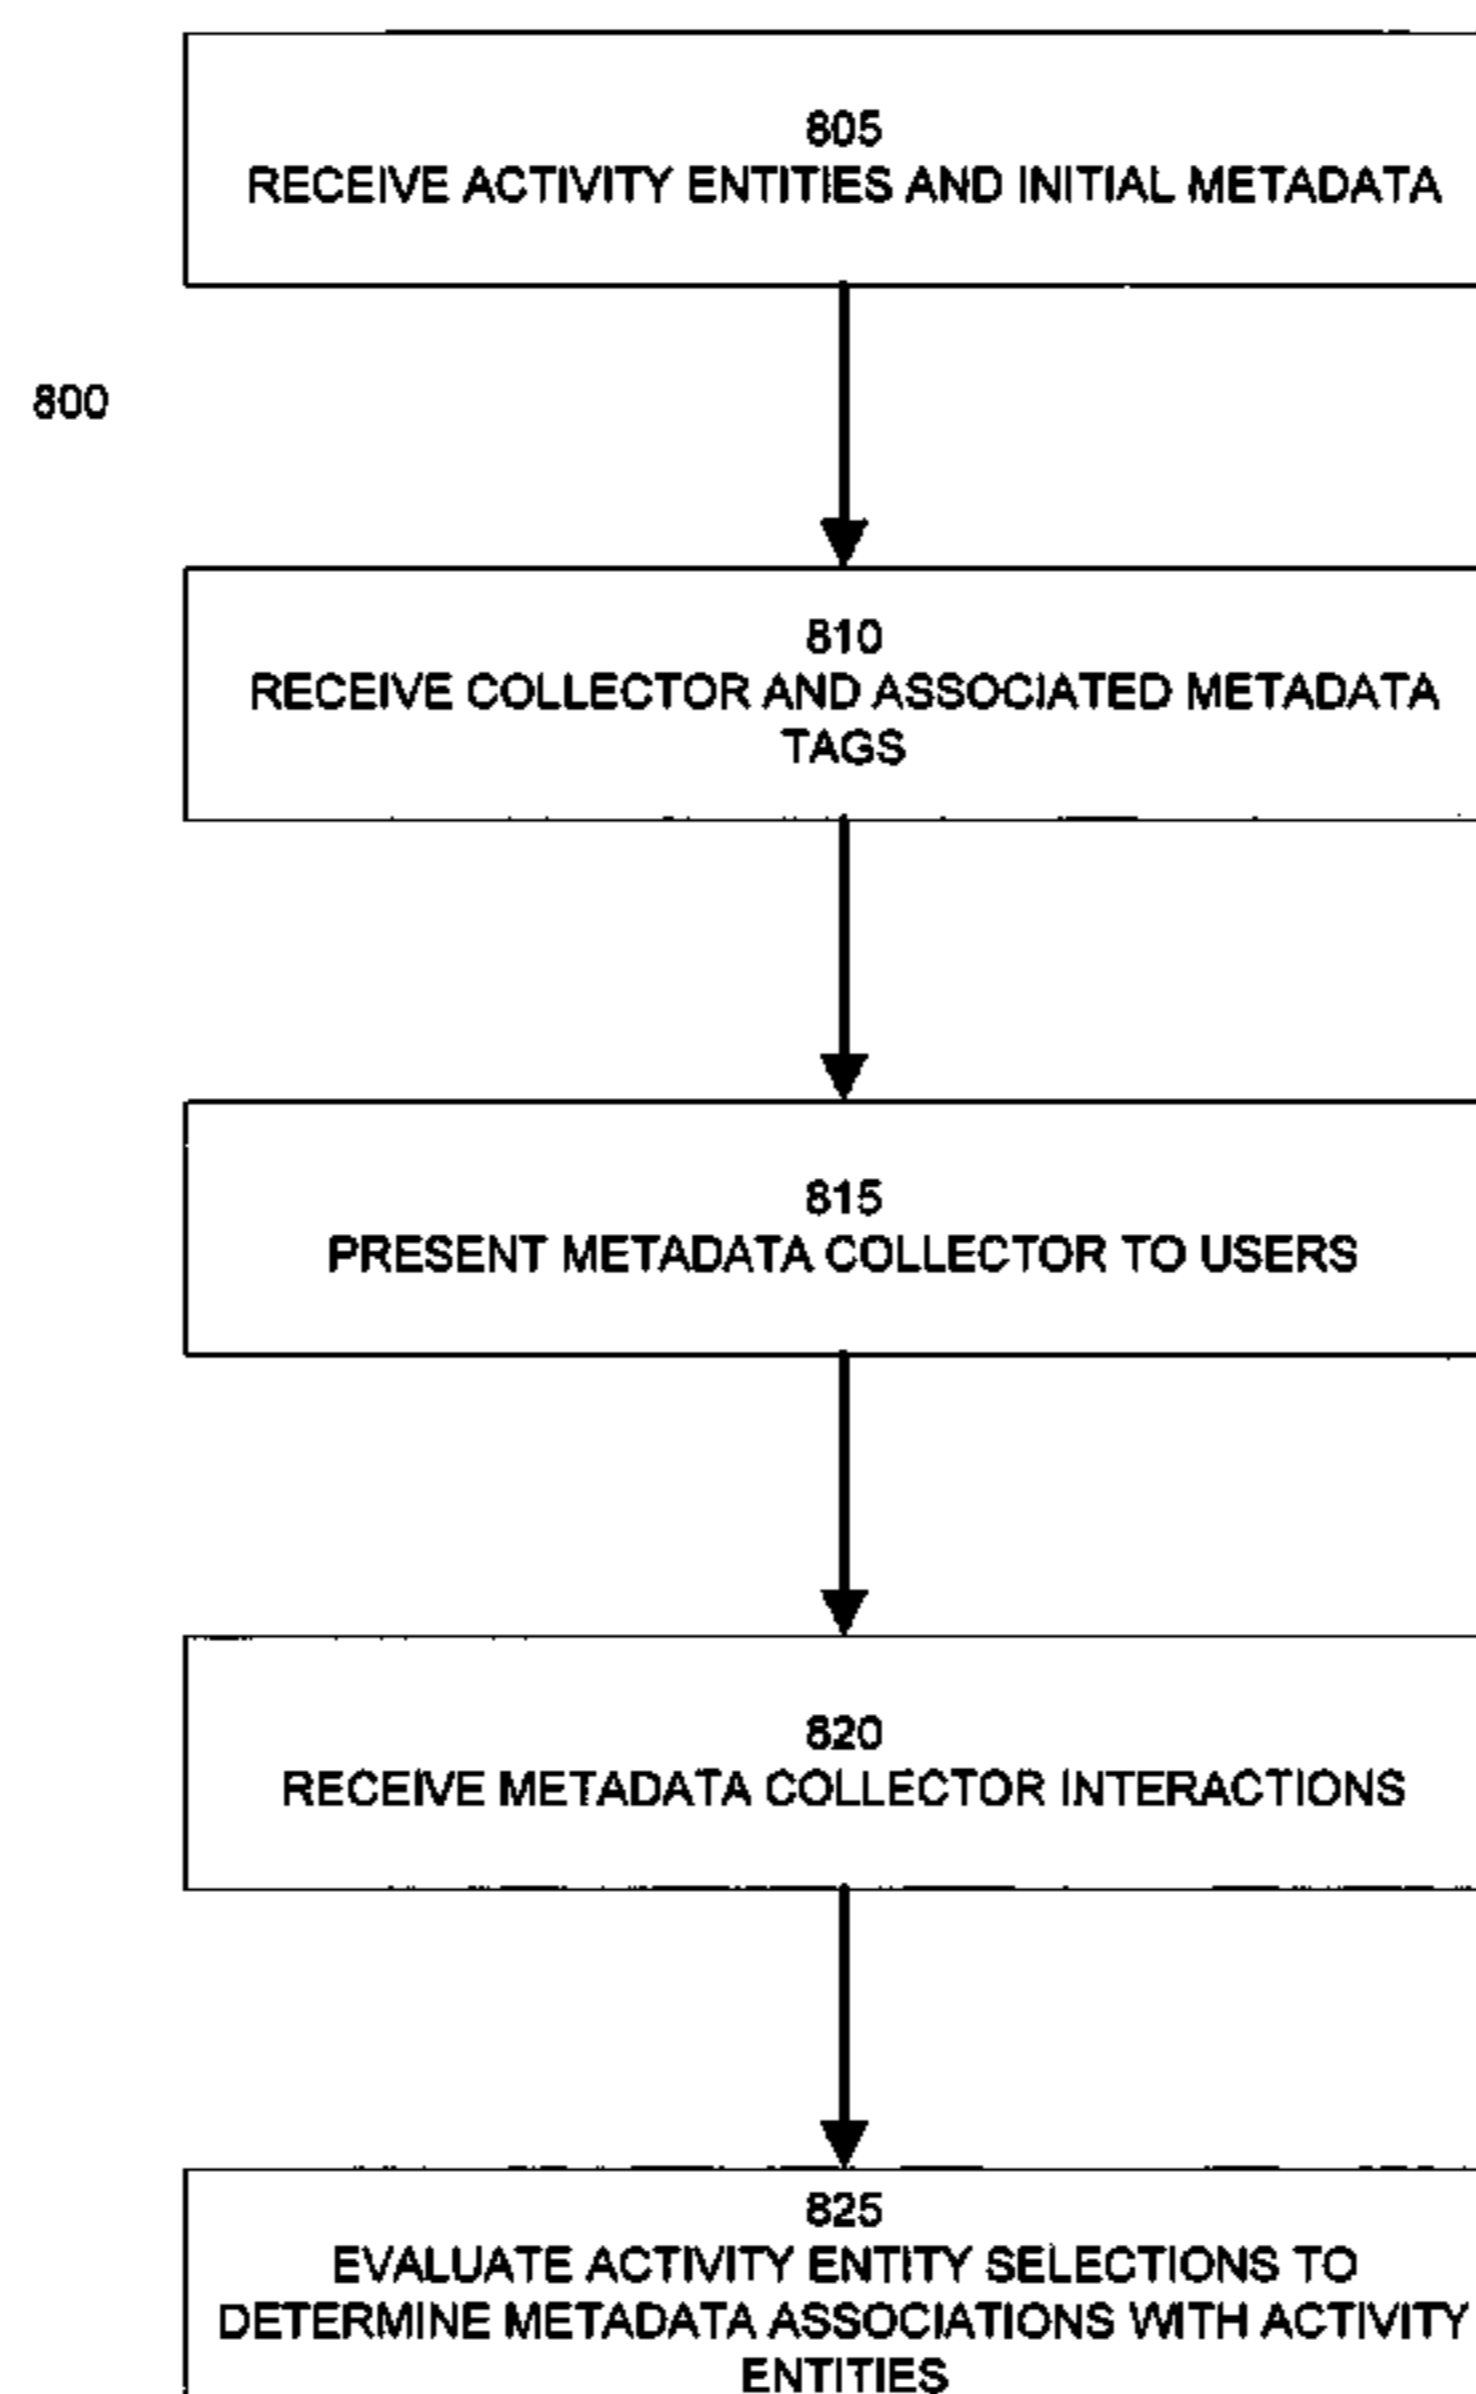 805
RECEIVE ACTIVITY ENTITIES AND INITIAL METADATA
800
810
RECEIVE COLLECTOR AND ASSOCIATED METADATA
TAGS
815
PRESENT METADATA COLLECTOR TO USERS
820
RECEIVE METADATA COLLECTOR INTERACTIONS
825
EVALUATE ACTIVITY ENTITY SELECTIONS TO
DETERMINE METADATA ASSOCIATIONS WITH ACTIVITY
ENTITIES